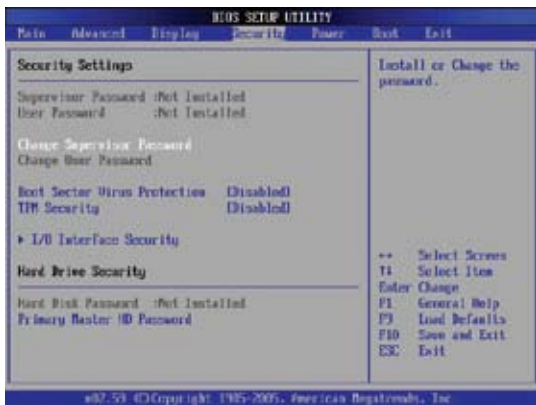 BIOS SETUP UTILITY
Main Advanced Display Security Power Boot Exit
Security Settings
Supervisor Password :Not Installed
User Password :Not Installed
Change Supervisor Password
Change User Password
Boot Sector Virus Protection [Disabled]
TPM Security [Disabled]
▸ I/O Interface Security
Hard Drive Security
Hard Disk Password :Not Installed
Primary Master HD Password
Install or Change the
password.
↔ Select Screen
↑↓ Select Item
Enter Change
F1 General Help
F9 Load Defaults
F10 Save and Exit
ESC Exit
v02.59 (C)Copyright 1985-2005, American Megatrends, Inc